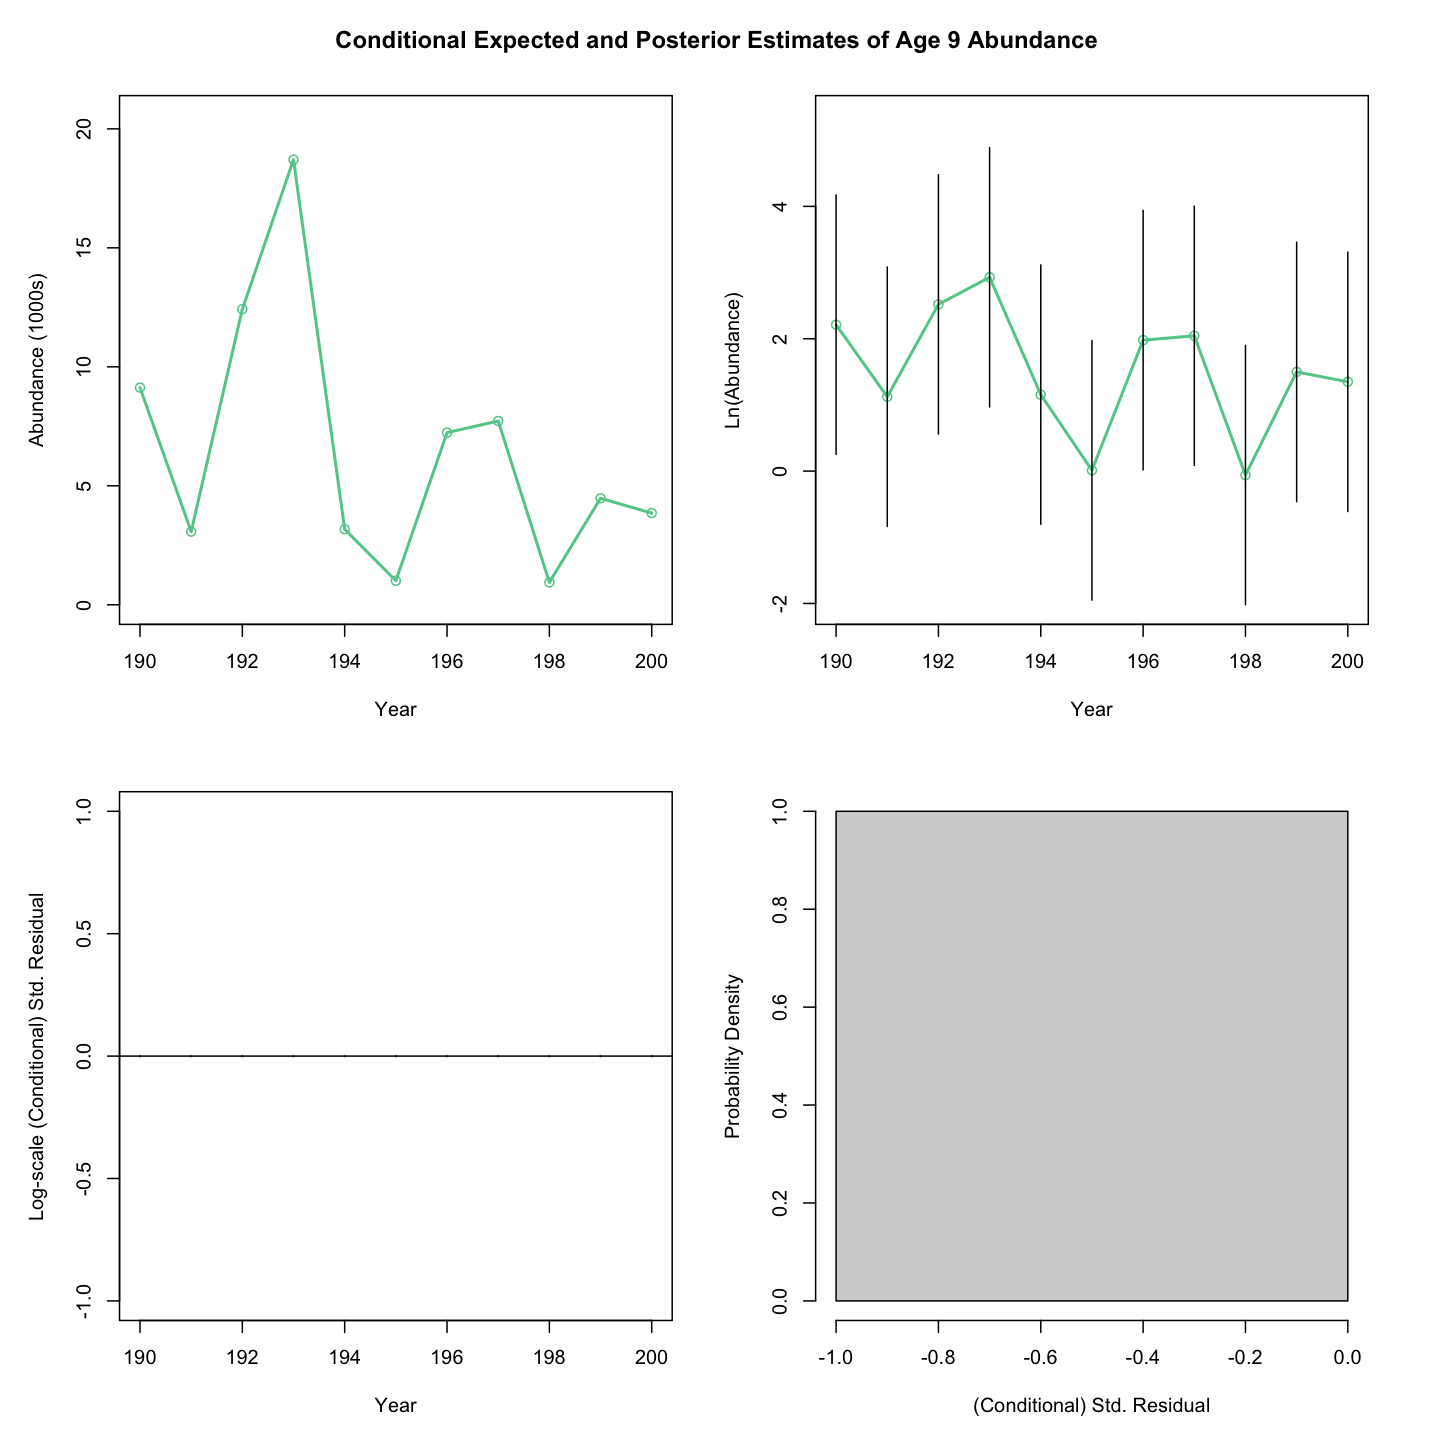 Conditional Expected and Posterior Estimates of Age 9 Abundance
Abundance (1000s)
20
15
10
5
0
190 192 194 196 198 200
Year
Ln(Abundance)
4
2
0
-2
190 192 194 196 198 200
Year
Log-scale (Conditional) Std. Residual
1.0
0.5
0.0
-0.5
-1.0
190 192 194 196 198 200
Year
Probability Density
1.0
0.8
0.6
0.4
0.2
0.0
-1.0 -0.8 -0.6 -0.4 -0.2 0.0
(Conditional) Std. Residual